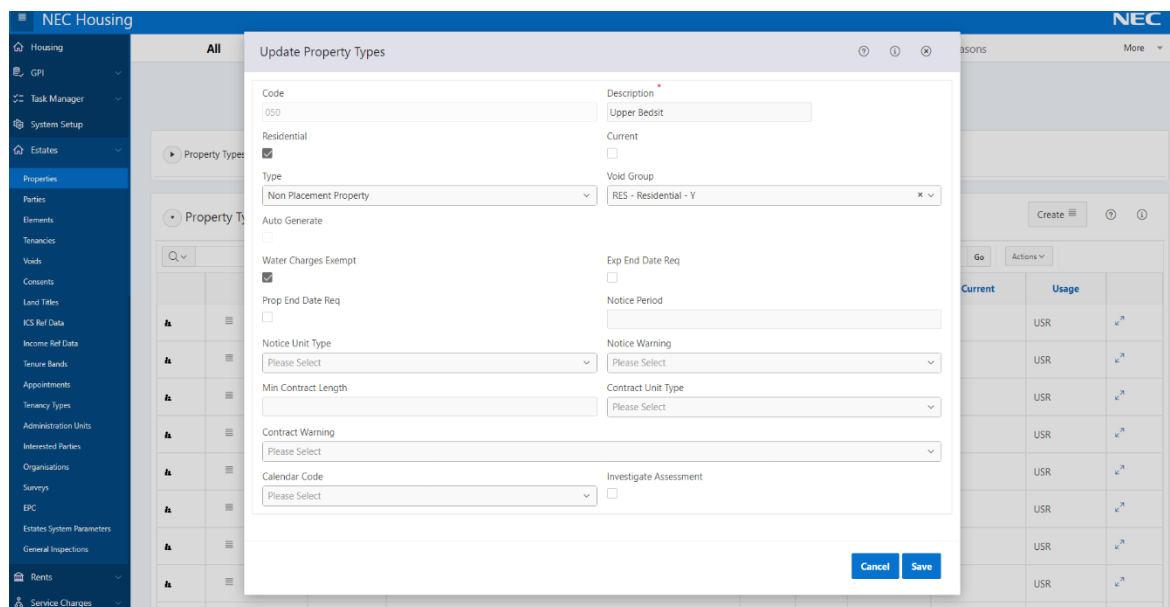 NEC Housing
NEC
Housing
GPI
Task Manager
System Setup
Estates
Properties
Parties
Elements
Tenancies
Voids
Consents
Land Titles
ICS Ref Data
Income Ref Data
Tenure Bands
Appointments
Tenancy Types
Administration Units
Interested Parties
Organisations
Surveys
EPC
Estates System Parameters
General Inspections
Rents
Service Charges
All
More
Property Types
Create
Go
Actions
Current Usage
USR
USR
USR
USR
USR
USR
USR
USR
Update Property Types
Code Description *
050 Upper Bedsit
Residential Current
Type Void Group
Non Placement Property RES - Residential - Y
Auto Generate
Water Charges Exempt Exp End Date Req
Prop End Date Req Notice Period
Notice Unit Type Notice Warning
Please Select Please Select
Min Contract Length Contract Unit Type
Please Select
Contract Warning
Please Select
Calendar Code Investigate Assessment
Please Select
Cancel Save